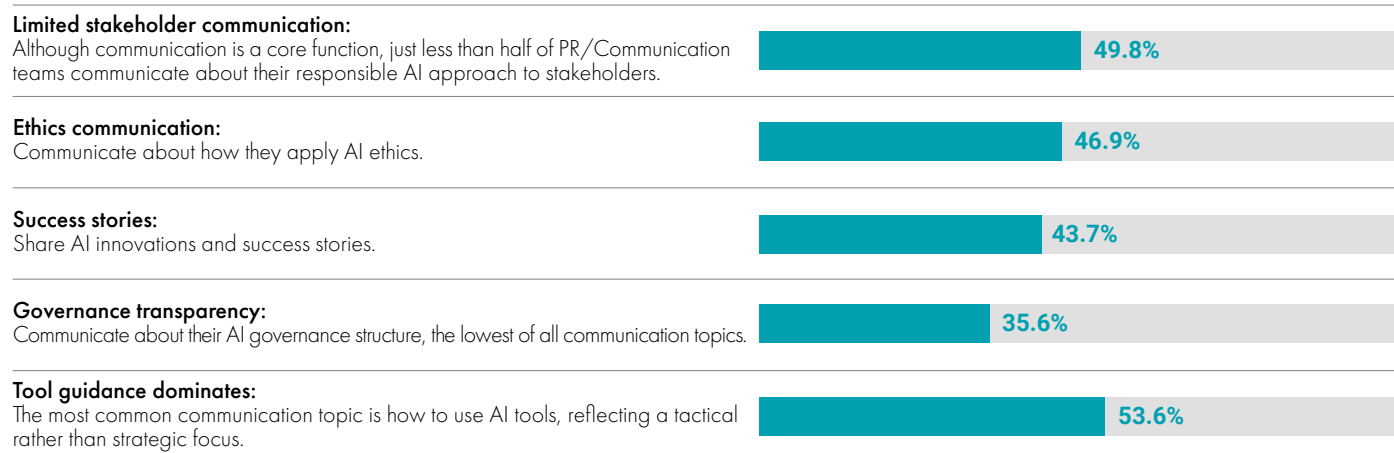 Limited stakeholder communication:
Although communication is a core function, just less than half of PR/Communication
teams communicate about their responsible AI approach to stakeholders.
49.8%
Ethics communication:
Communicate about how they apply AI ethics.
46.9%
Success stories:
Share AI innovations and success stories.
43.7%
Governance transparency:
Communicate about their AI governance structure, the lowest of all communication topics.
35.6%
Tool guidance dominates:
The most common communication topic is how to use AI tools, reflecting a tactical
rather than strategic focus.
53.6%